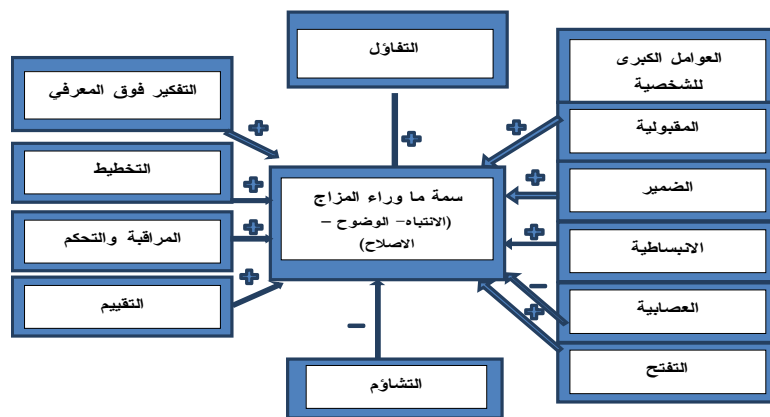 التفاؤل
العوامل الكبرى
للشخصية
المقبولية
الضمير
الانبساطية
العصابية
التفتح
التفكير فوق المعرفي
التخطيط
المراقبة والتحكم
التقييم
سمة ما وراء المزاج
(الانتباه– الوضوح –
الاصلاح)
التشاؤم